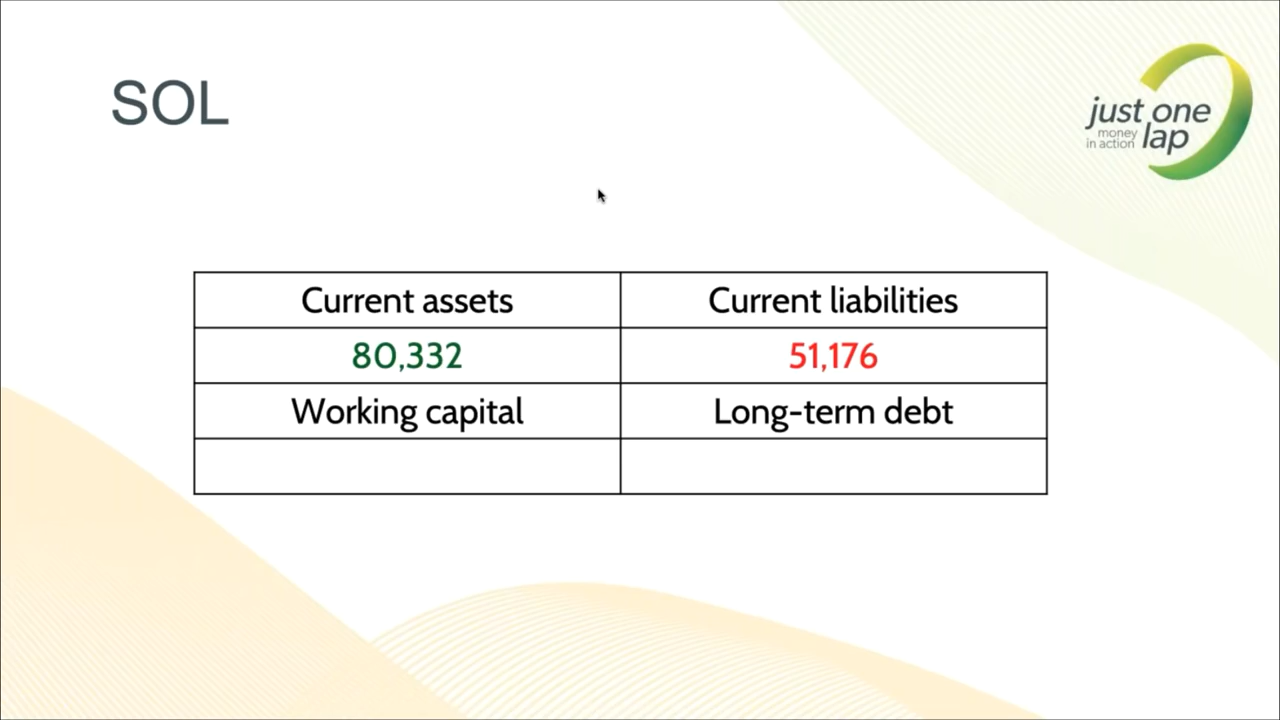 SOL
just one
money lap
in action
Current assets Current liabilities
80,332 51,176
Working capital Long-term debt